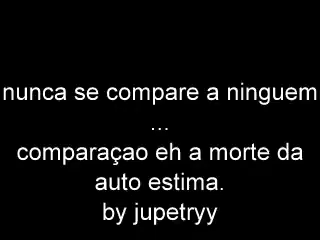 nunca se compare a ninguem
...
comparaçao eh a morte da
auto estima.
by jupetryy